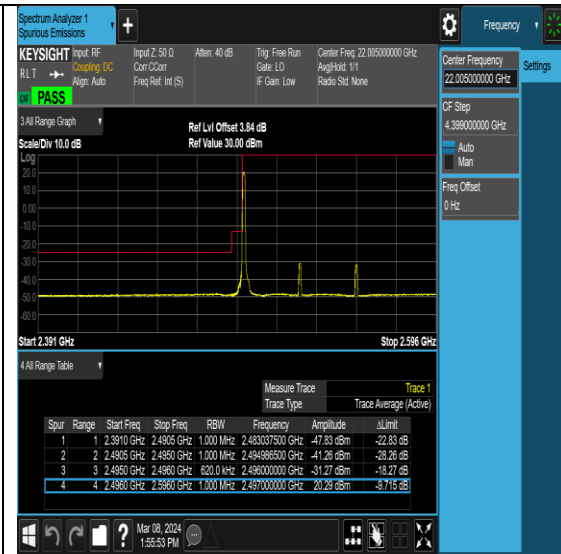 Spectrum Analyzer 1
Spurious Emissions
Frequency
KEYSIGHT
Input: RF
Coupling: DC
Align: Auto
Input Z: 50 Ω
Corr CCorr
Freq Ref: Int (S)
Atten: 40 dB
Trig: Free Run
Gate: LO
IF Gain: Low
Center Freq: 22.005000000 GHz
Avg|Hold: 1/1
Radio Std: None
RLT
PASS
Center Frequency
22.005000000 GHz
Settings
CF Step
4.399000000 GHz
Auto
Man
Freq Offset
0 Hz
3 All Range Graph
Scale/Div 10.0 dB
Ref Lvl Offset 3.84 dB
Ref Value 30.00 dBm
Log
20.0
10.0
0.00
-10.0
-20.0
-30.0
-40.0
-50.0
-60.0
Start 2.391 GHz
Stop 2.596 GHz
4 All Range Table
Measure Trace Trace 1
Trace Type Trace Average (Active)
Spur Range Start Freq Stop Freq RBW Frequency Amplitude ΔLimit
1 1 2.3910 GHz 2.4905 GHz 1.000 MHz 2.483037500 GHz -47.83 dBm -22.83 dB
2 2 2.4905 GHz 2.4950 GHz 1.000 MHz 2.494986500 GHz -41.26 dBm -28.26 dB
3 3 2.4950 GHz 2.4960 GHz 620.0 kHz 2.496000000 GHz -31.27 dBm -18.27 dB
4 4 2.4960 GHz 2.5960 GHz 1.000 MHz 2.497000000 GHz 20.29 dBm -9.715 dB
Mar 08, 2024
1:55:53 PM